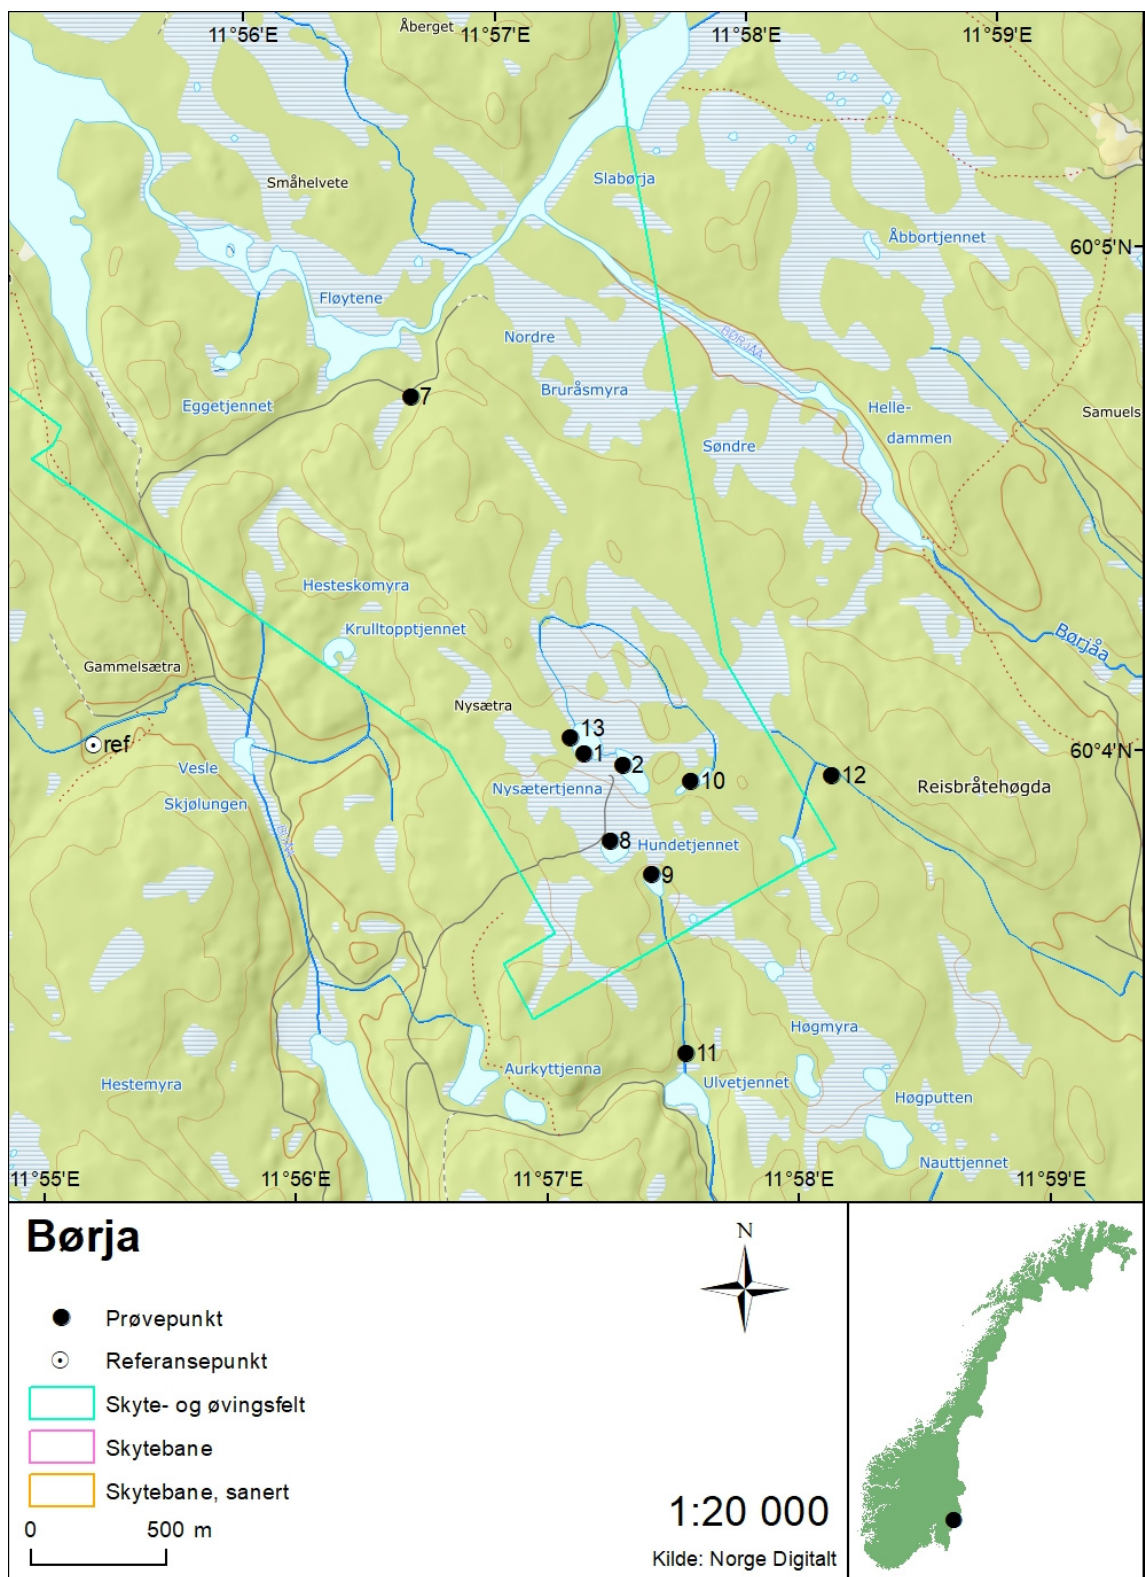 11°56'E
Åberget
11°57'E
11°58'E
11°59'E
Småhelvete
Slabørja
Åbbortjennet
60°5'N
Fløytene
Nordre
BØRJÅA
Bruråsmyra
7
Eggetjennet
Helle-
dammen
Samuels
Søndre
Hesteskomyra
Krulltopptjennet
Børjåa
Gammelsætra
Nysætra
ref
13
1
2
60°4'N
Vesle
Skjølungen
Nysætertjenna
10
12
Reisbråtehøgda
8
Hundetjennet
9
Høgmyra
11
Hestemyra
Aurkyttjenna
Ulvetjennet
Høgputten
Nauttjennet
11°55'E
11°56'E
11°57'E
11°58'E
11°59'E
Børja
N
Prøvepunkt
Referansepunkt
Skyte- og øvingsfelt
Skytebane
Skytebane, sanert
0 500 m
1:20 000
Kilde: Norge Digitalt